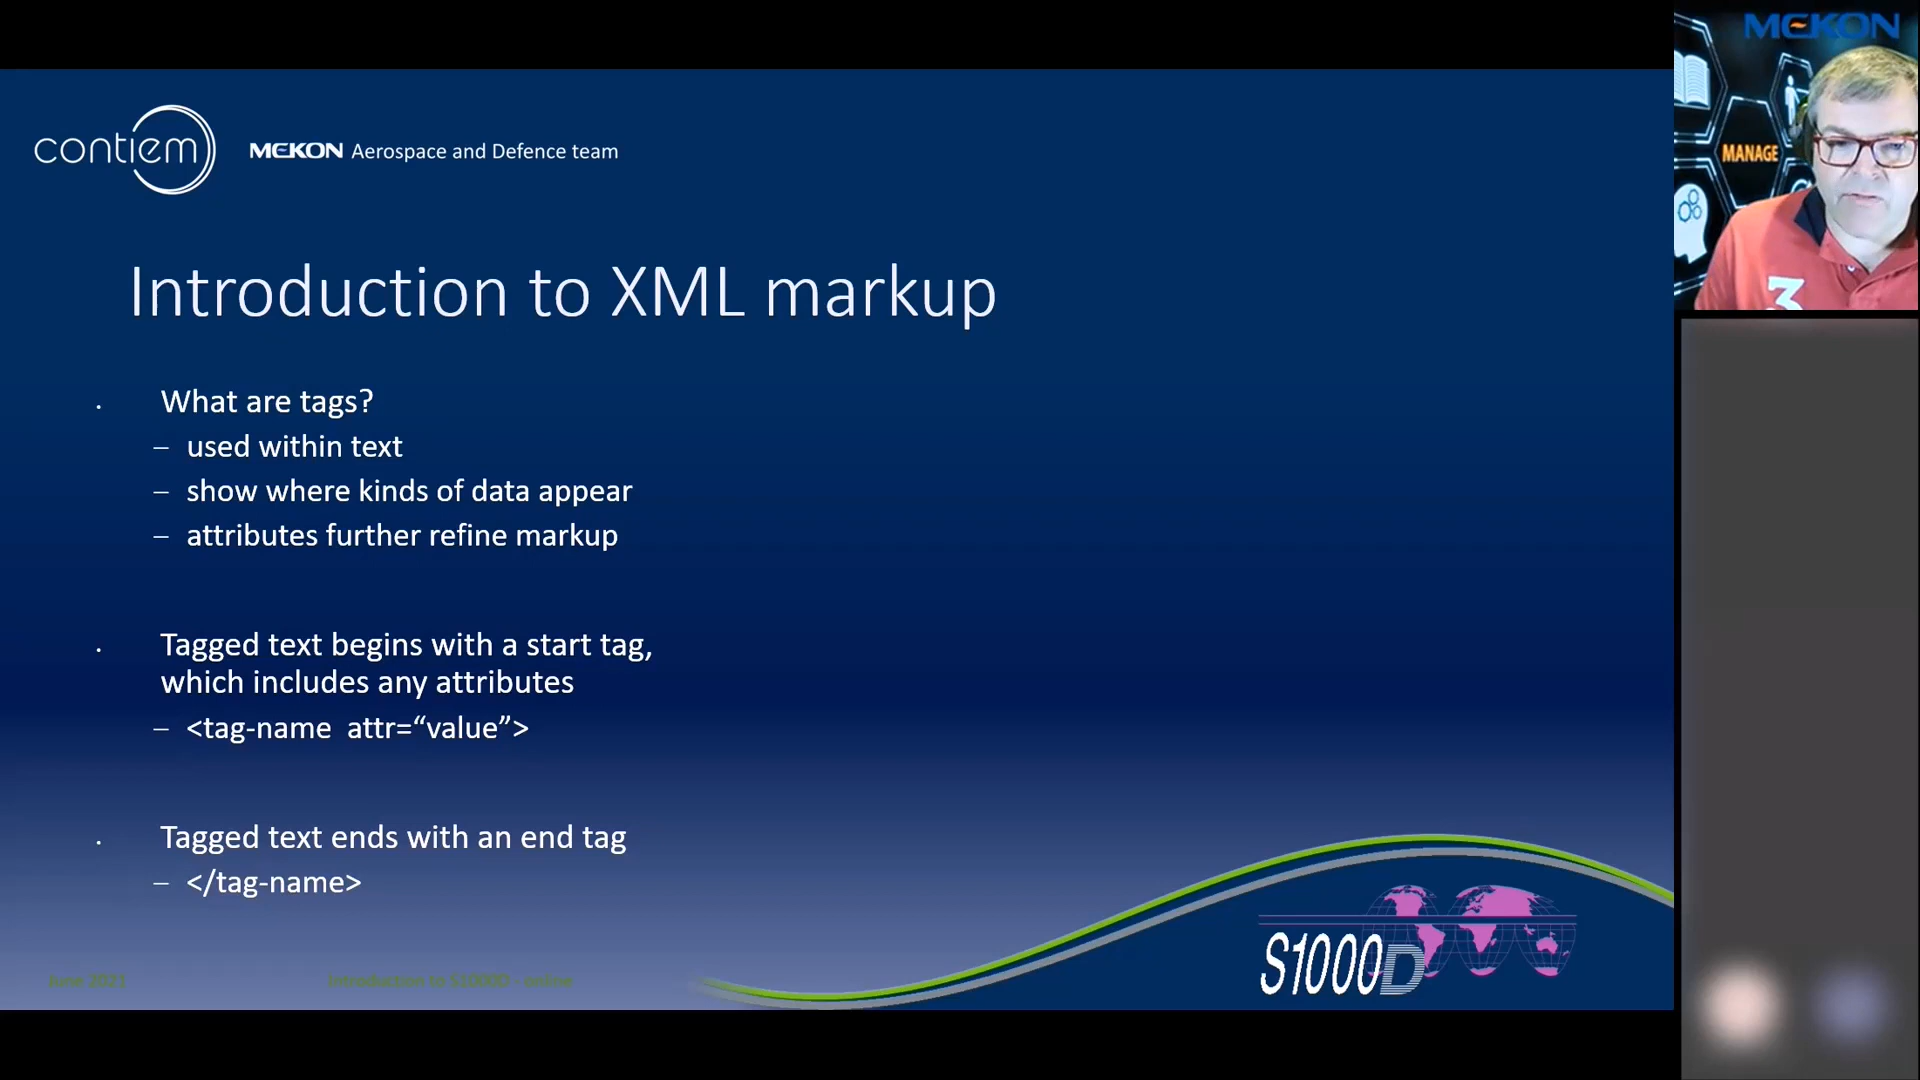 MEKON
MANAGE
3
contiem
MEKON Aerospace and Defence team
Introduction to XML markup
What are tags?
– used within text
– show where kinds of data appear
– attributes further refine markup
Tagged text begins with a start tag,
which includes any attributes
– <tag-name  attr=“value”>
Tagged text ends with an end tag
– </tag-name>
June 2021
Introduction to S1000D - online
S1000D